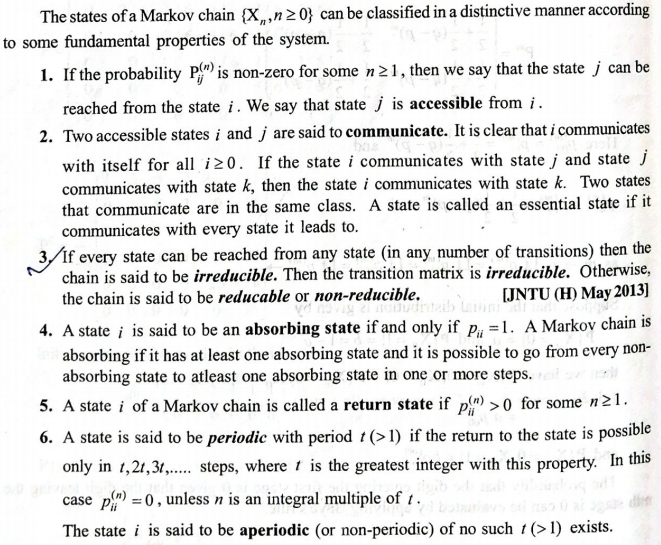 The states of a Markov chain {Xₙ, n ≥ 0} can be classified in a distinctive manner according
to some fundamental properties of the system.
1. If the probability P_{ij}^{(n)} is non-zero for some n ≥ 1, then we say that the state j can be
reached from the state i. We say that state j is accessible from i.
2. Two accessible states i and j are said to communicate. It is clear that i communicates
with itself for all i ≥ 0. If the state i communicates with state j and state j
communicates with state k, then the state i communicates with state k. Two states
that communicate are in the same class. A state is called an essential state if it
communicates with every state it leads to.
3. If every state can be reached from any state (in any number of transitions) then the
chain is said to be irreducible. Then the transition matrix is irreducible. Otherwise,
the chain is said to be reducable or non-reducible. [JNTU (H) May 2013]
4. A state i is said to be an absorbing state if and only if p_{ii} = 1. A Markov chain is
absorbing if it has at least one absorbing state and it is possible to go from every non-
absorbing state to atleast one absorbing state in one or more steps.
5. A state i of a Markov chain is called a return state if p_{ii}^{(n)} > 0 for some n ≥ 1.
6. A state is said to be periodic with period t (> 1) if the return to the state is possible
only in t, 2t, 3t, ..... steps, where t is the greatest integer with this property. In this
case p_{ii}^{(n)} = 0, unless n is an integral multiple of t.
The state i is said to be aperiodic (or non-periodic) of no such t (> 1) exists.